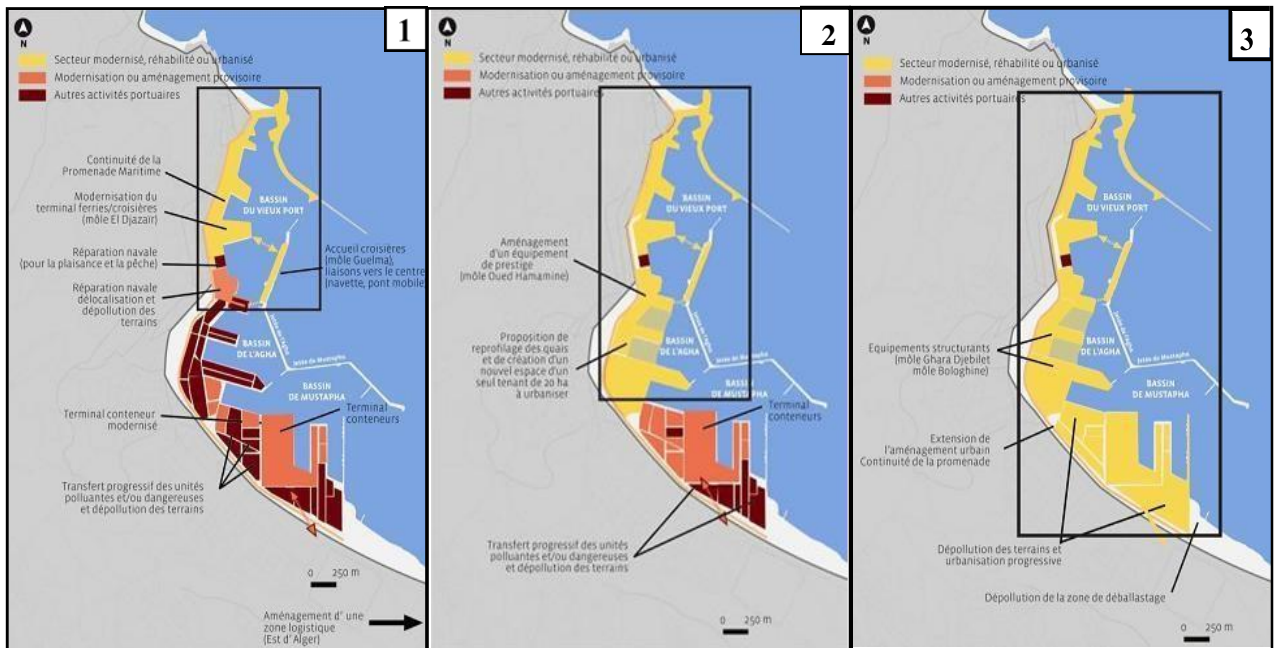 1
N
Secteur modernisé, réhabilité ou urbanisé
Modernisation ou aménagement provisoire
Autres activités portuaires
Continuité de la
Promenade Maritime
Modernisation du
terminal ferries/croisières
(môle El Djazair)
Réparation navale
(pour la plaisance et la pêche)
Réparation navale
délocalisation et
dépollution des
terrains
BASSIN
DU VIEUX PORT
Accueil croisières
(môle Guelma),
liaisons vers le centre
(navette, pont mobile)
Jetée de l'Agha
Jetée de Mustapha
BASSIN
DE L'AGHA
BASSIN
DE MUSTAPHA
Terminal conteneur
modernisé
Terminal
conteneurs
Transfert progressif des unités
polluantes et/ou dangereuses
et dépollution des terrains
0 250 m
Aménagement d' une
zone logistique
(Est d'Alger)
2
N
Secteur modernisé, réhabilité ou urbanisé
Modernisation ou aménagement provisoire
Autres activités portuaires
BASSIN
DU VIEUX PORT
Aménagement
d'un équipement
de prestige
(môle Oued Hamamine)
Jetée de l'Agha
Jetée de Mustapha
BASSIN
DE L'AGHA
Proposition de
reprofilage des quais
et de création d'un
nouvel espace d'un
seul tenant de 20 ha
à urbaniser
BASSIN
DE MUSTAPHA
Terminal
conteneurs
Transfert progressif des unités
polluantes et/ou dangereuses
et dépollution des terrains
0 250 m
3
N
Secteur modernisé, réhabilité ou urbanisé
Modernisation ou aménagement provisoire
Autres activités portuaires
BASSIN
DU VIEUX PORT
Jetée de l'Agha
Jetée de Mustapha
BASSIN
DE L'AGHA
Equipements structurants
(môle Ghara Djebilet
môle Bologhine)
BASSIN
DE MUSTAPHA
Extension de
l'aménagement urbain
Continuité de la promenade
Dépollution des terrains et
urbanisation progressive
Dépollution de la zone de déballastage
0 250 m